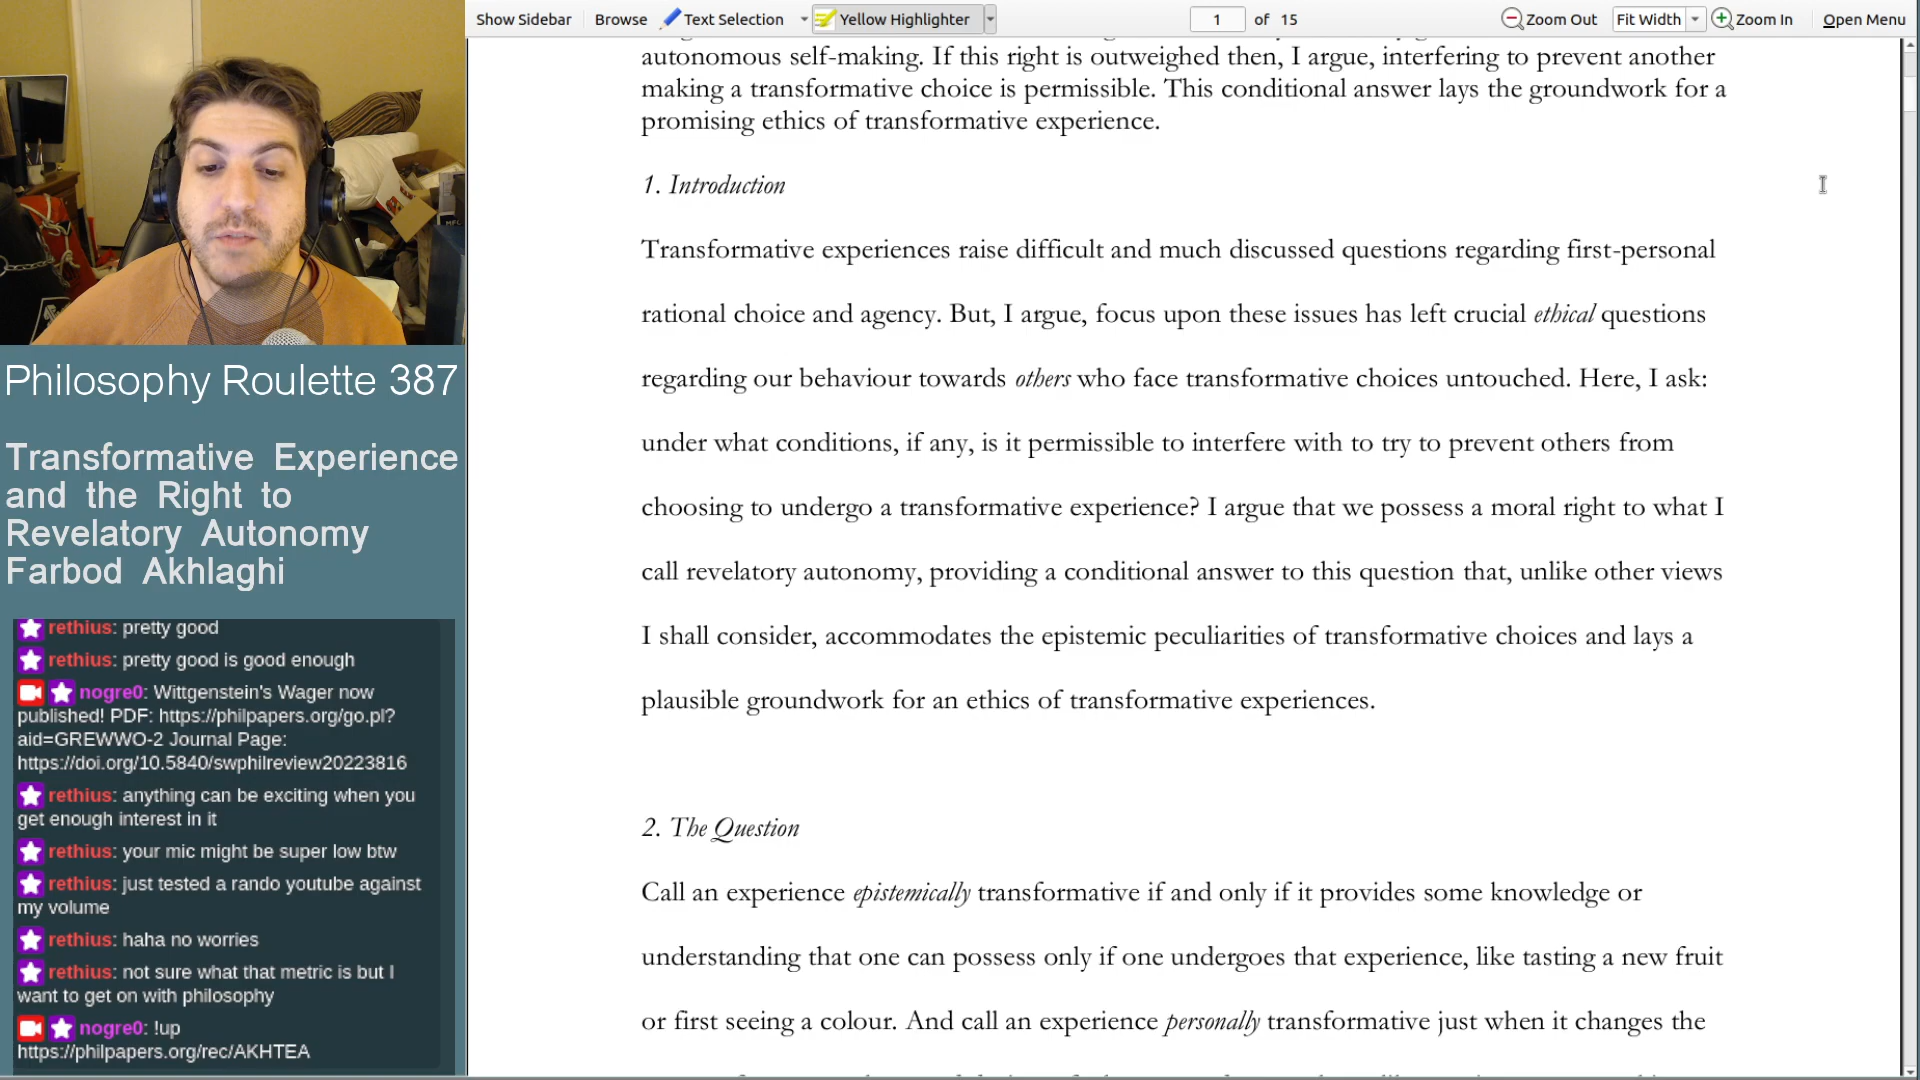 Show Sidebar Browse Text Selection Yellow Highlighter 1 of 15 Zoom Out Fit Width Zoom In Open Menu
autonomous self-making. If this right is outweighed then, I argue, interfering to prevent another
making a transformative choice is permissible. This conditional answer lays the groundwork for a
promising ethics of transformative experience.
1. Introduction
Transformative experiences raise difficult and much discussed questions regarding first-personal
rational choice and agency. But, I argue, focus upon these issues has left crucial ethical questions
regarding our behaviour towards others who face transformative choices untouched. Here, I ask:
under what conditions, if any, is it permissible to interfere with to try to prevent others from
choosing to undergo a transformative experience? I argue that we possess a moral right to what I
call revelatory autonomy, providing a conditional answer to this question that, unlike other views
I shall consider, accommodates the epistemic peculiarities of transformative choices and lays a
plausible groundwork for an ethics of transformative experiences.
2. The Question
Call an experience epistemically transformative if and only if it provides some knowledge or
understanding that one can possess only if one undergoes that experience, like tasting a new fruit
or first seeing a colour. And call an experience personally transformative just when it changes the
Philosophy Roulette 387
Transformative Experience
and the Right to
Revelatory Autonomy
Farbod Akhlaghi
rethius: pretty good
rethius: pretty good is good enough
nogre0: Wittgenstein's Wager now
published! PDF: https://philpapers.org/go.pl?
aid=GREWWO-2 Journal Page:
https://doi.org/10.5840/swphilreview20223816
rethius: anything can be exciting when you
get enough interest in it
rethius: your mic might be super low btw
rethius: just tested a rando youtube against
my volume
rethius: haha no worries
rethius: not sure what that metric is but I
want to get on with philosophy
nogre0: !up
https://philpapers.org/rec/AKHTEA